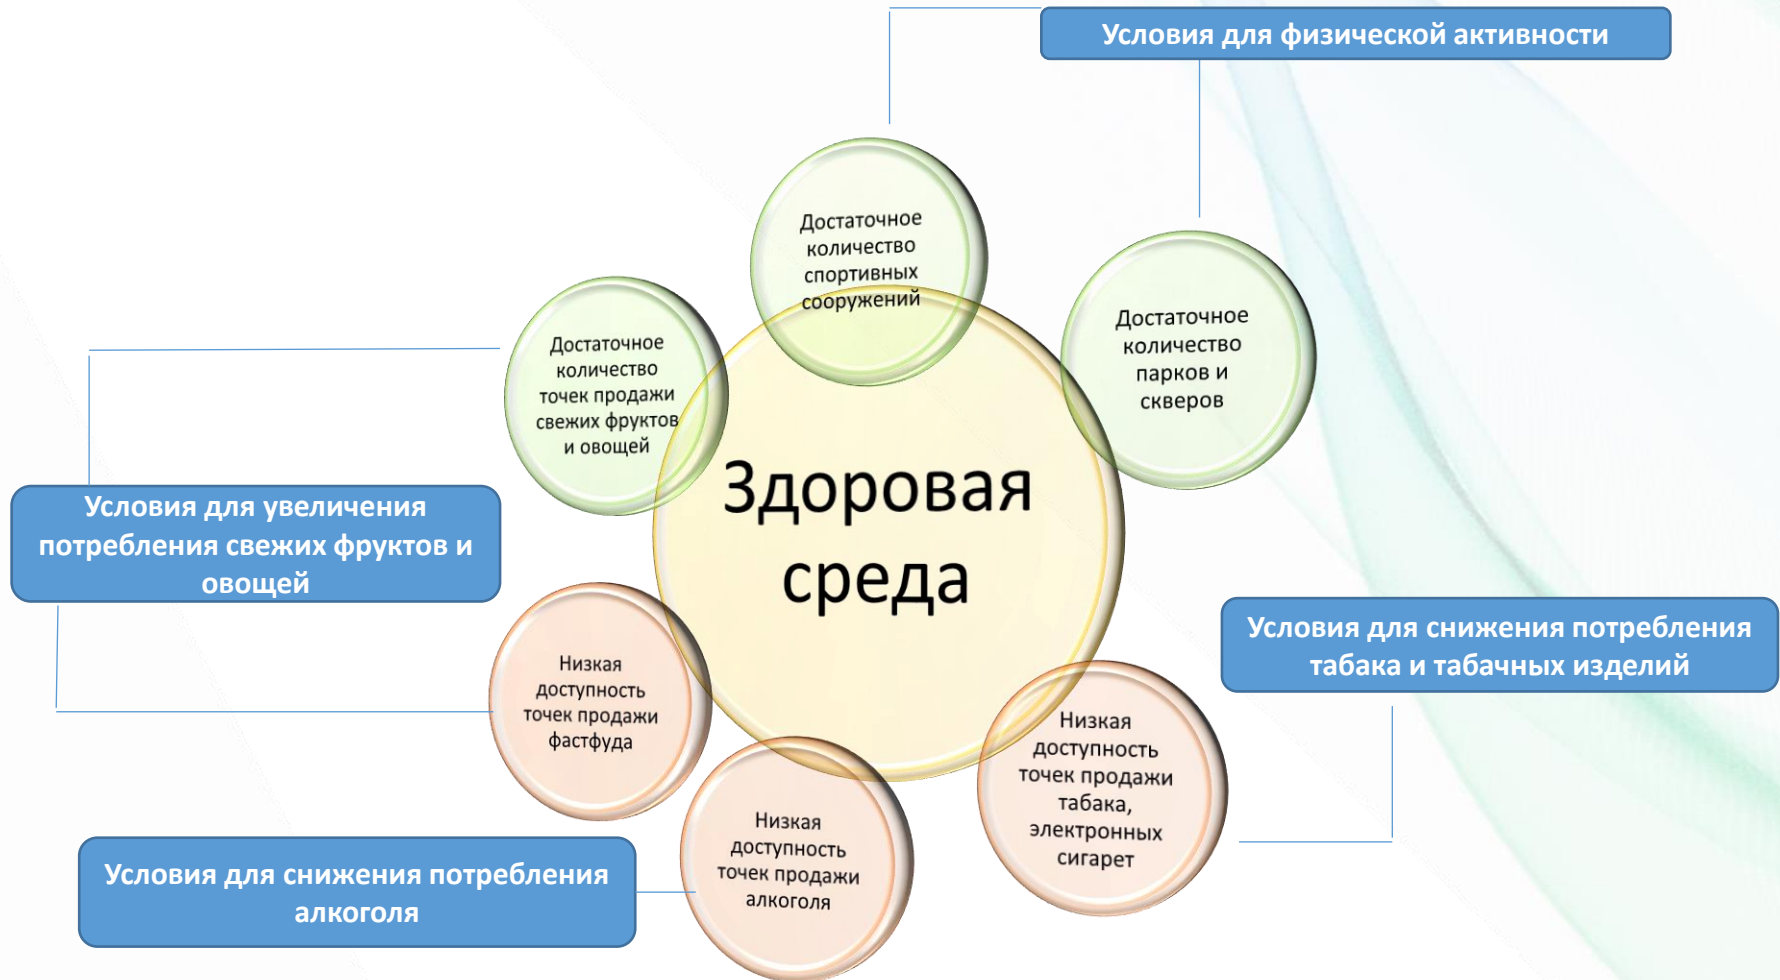 Условия для физической активности
Достаточное
количество
спортивных
сооружений
Достаточное
количество
парков и
скверов
Достаточное
количество
точек продажи
свежих фруктов
и овощей
Здоровая
среда
Условия для увеличения
потребления свежих фруктов и
овощей
Низкая
доступность
точек продажи
фастфуда
Условия для снижения потребления
табака и табачных изделий
Низкая
доступность
точек продажи
табака,
электронных
сигарет
Низкая
доступность
точек продажи
алкоголя
Условия для снижения потребления
алкоголя